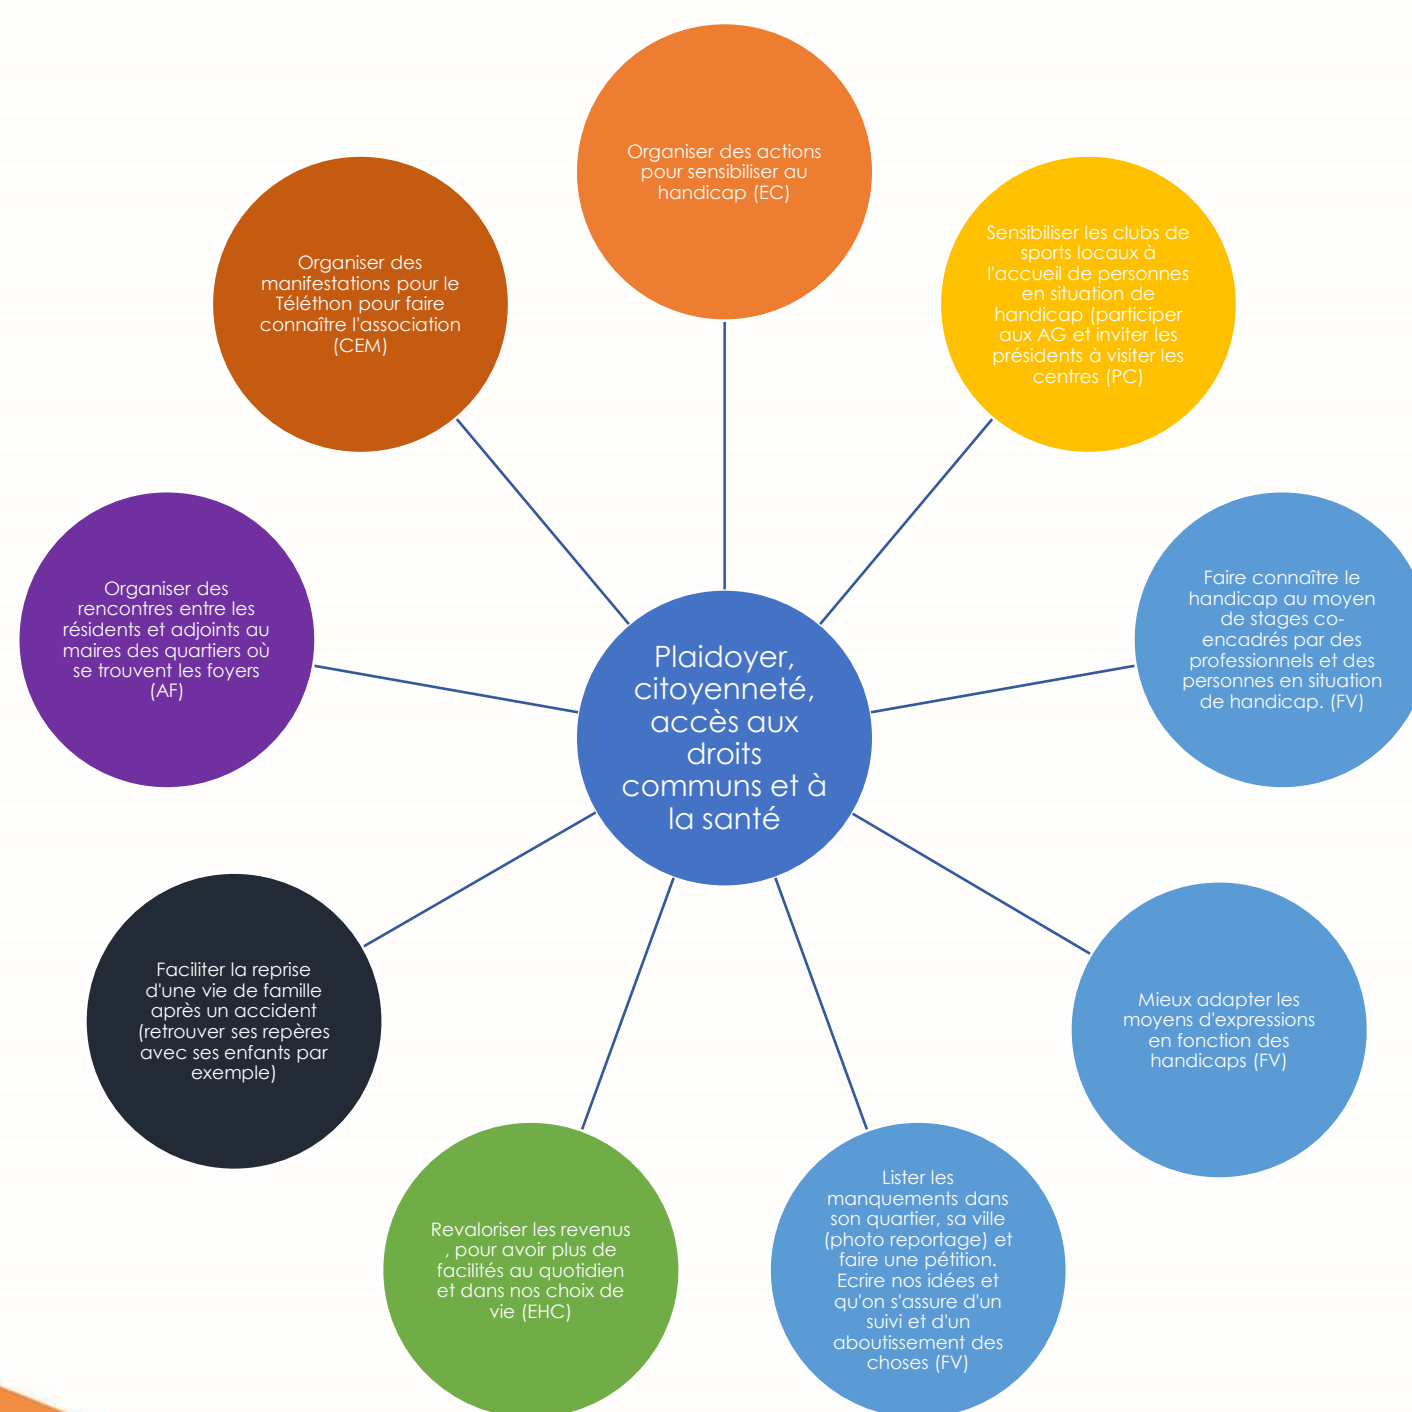 Organiser des actions
pour sensibiliser au
handicap (EC)
Sensibiliser les clubs de
sports locaux à
l'accueil de personnes
en situation de
handicap (participer
aux AG et inviter les
présidents à visiter les
centres (PC)
Faire connaître le
handicap au moyen
de stages co-
encadrés par des
professionnels et des
personnes en situation
de handicap. (FV)
Mieux adapter les
moyens d'expressions
en fonction des
handicaps (FV)
Lister les
manquements dans
son quartier, sa ville
(photo reportage) et
faire une pétition.
Ecrire nos idées et
qu'on s'assure d'un
suivi et d'un
aboutissement des
choses (FV)
Revaloriser les revenus
, pour avoir plus de
facilités au quotidien
et dans nos choix de
vie (EHC)
Faciliter la reprise
d'une vie de famille
après un accident
(retrouver ses repères
avec ses enfants par
exemple)
Organiser des
rencontres entre les
résidents et adjoints au
maires des quartiers où
se trouvent les foyers
(AF)
Organiser des
manifestations pour le
Téléthon pour faire
connaître l'association
(CEM)
Plaidoyer,
citoyenneté,
accès aux
droits
communs et à
la santé